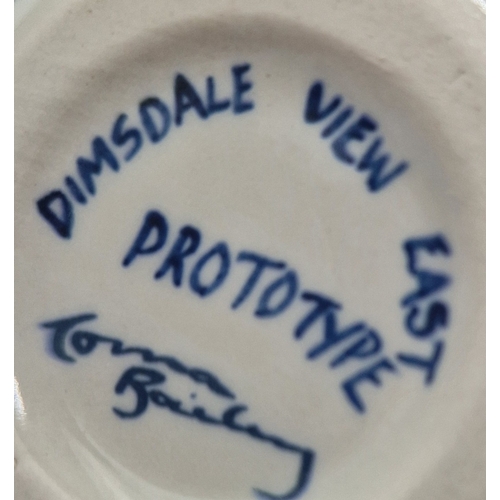 DIMSDALE VIEW EAST
PROTOTYPE
Lorna
Bailey